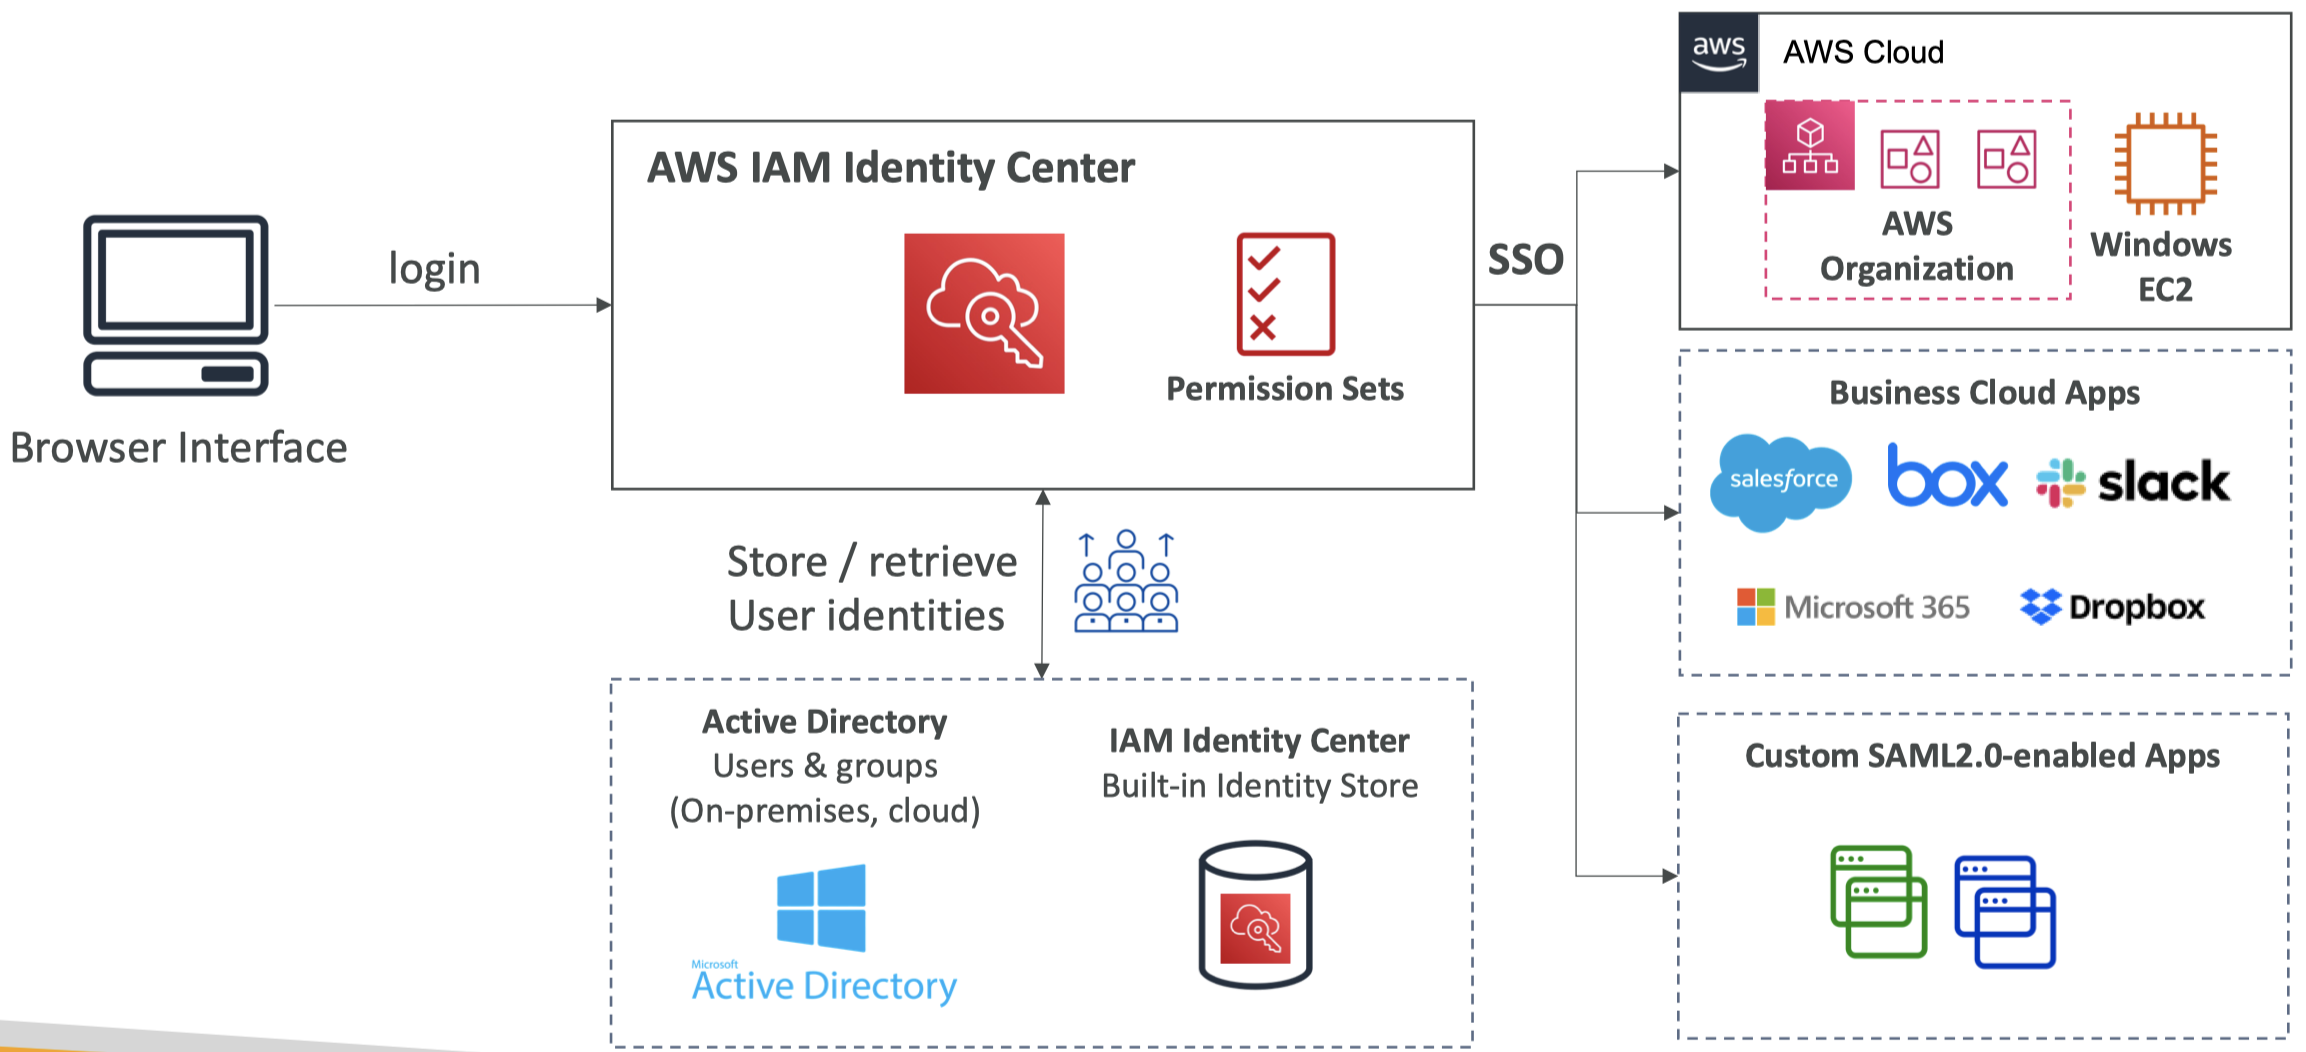 Browser Interface
login
AWS IAM Identity Center
Permission Sets
SSO
Store / retrieve
User identities
Active Directory
Users & groups
(On-premises, cloud)
Microsoft
Active Directory
IAM Identity Center
Built-in Identity Store
aws
AWS Cloud
AWS
Organization
Windows
EC2
Business Cloud Apps
salesforce
box
slack
Microsoft 365
Dropbox
Custom SAML2.0-enabled Apps